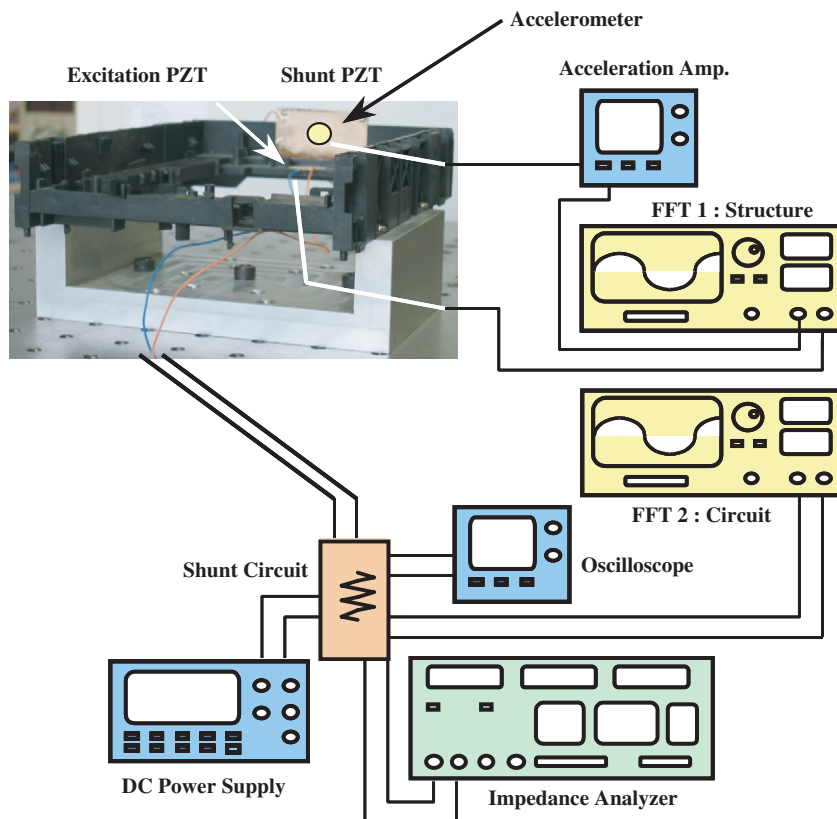 Accelerometer
Excitation PZT
Shunt PZT
Acceleration Amp.
FFT 1 : Structure
FFT 2 : Circuit
Shunt Circuit
Oscilloscope
DC Power Supply
Impedance Analyzer